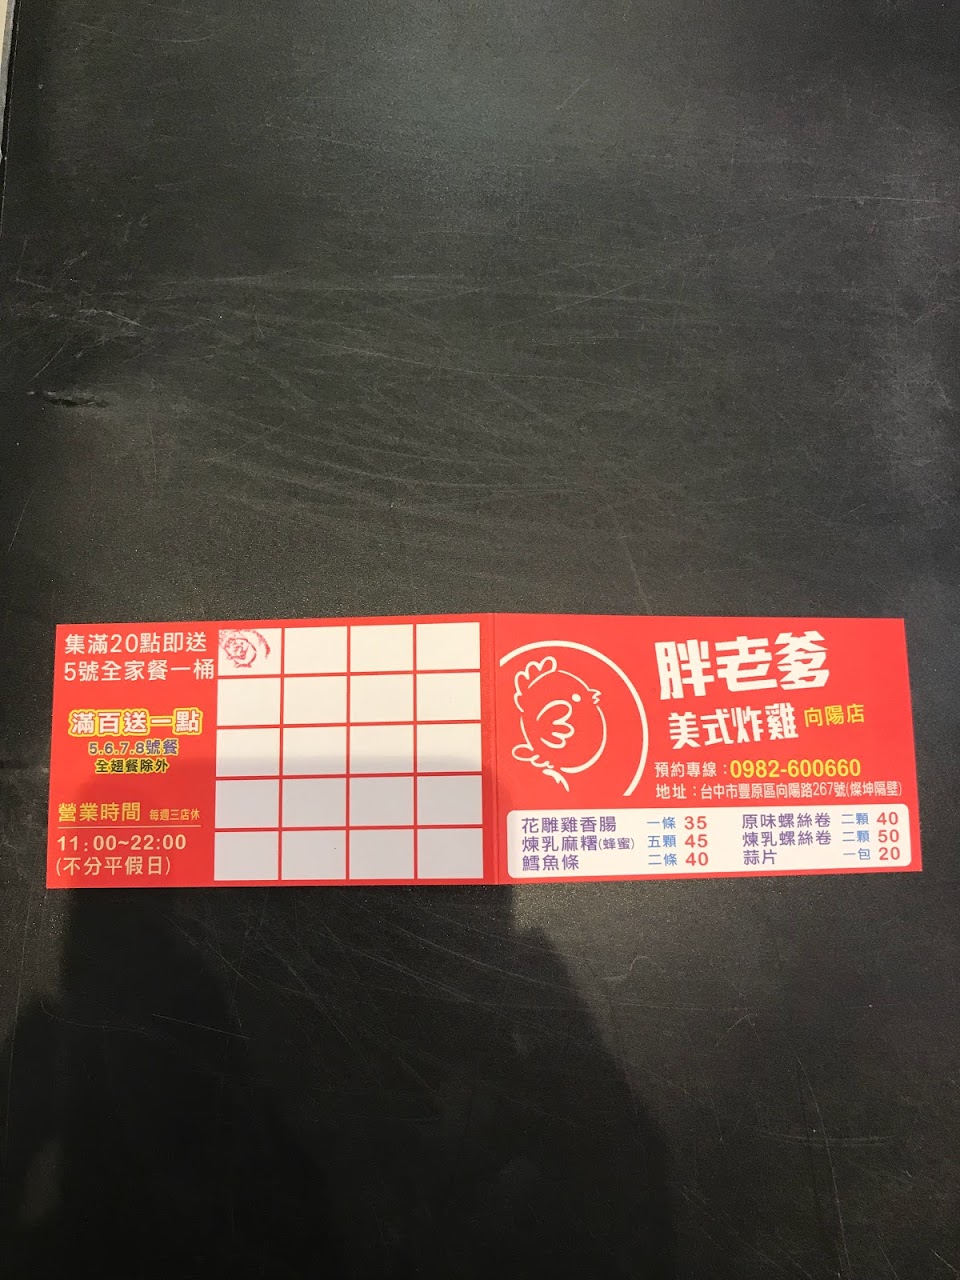 集滿20點即送
5號全家餐一桶
滿百送一點
5.6.7.8號餐
全翅餐除外
營業時間 每週三店休
11:00~22:00
(不分平假日)
胖老爹
美式炸雞 向陽店
預約專線:0982-600660
地址:台中市豐原區向陽路267號(燦坤隔壁)
花雕雞香腸 一條 35
煉乳麻糬(蜂蜜) 五顆 45
鱈魚條 二條 40
原味螺絲卷 二顆 40
煉乳螺絲卷 二顆 50
蒜片 一包 20